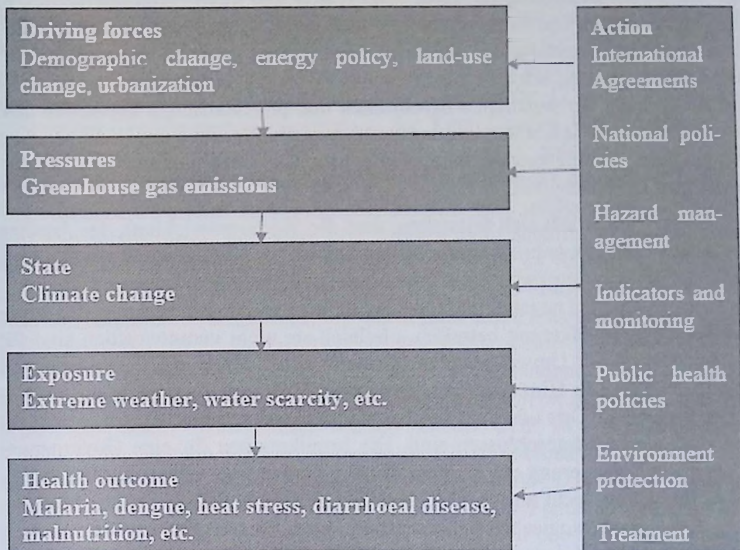 Driving forces
Demographic change, energy policy, land-use
change, urbanization
Pressures
Greenhouse gas emissions
State
Climate change
Exposure
Extreme weather, water scarcity, etc.
Health outcome
Malaria, dengue, heat stress, diarrhoeal disease,
malnutrition, etc.
Action
International
Agreements
National poli-
cies
Hazard man-
agement
Indicators and
monitoring
Public health
policies
Environment
protection
Treatment